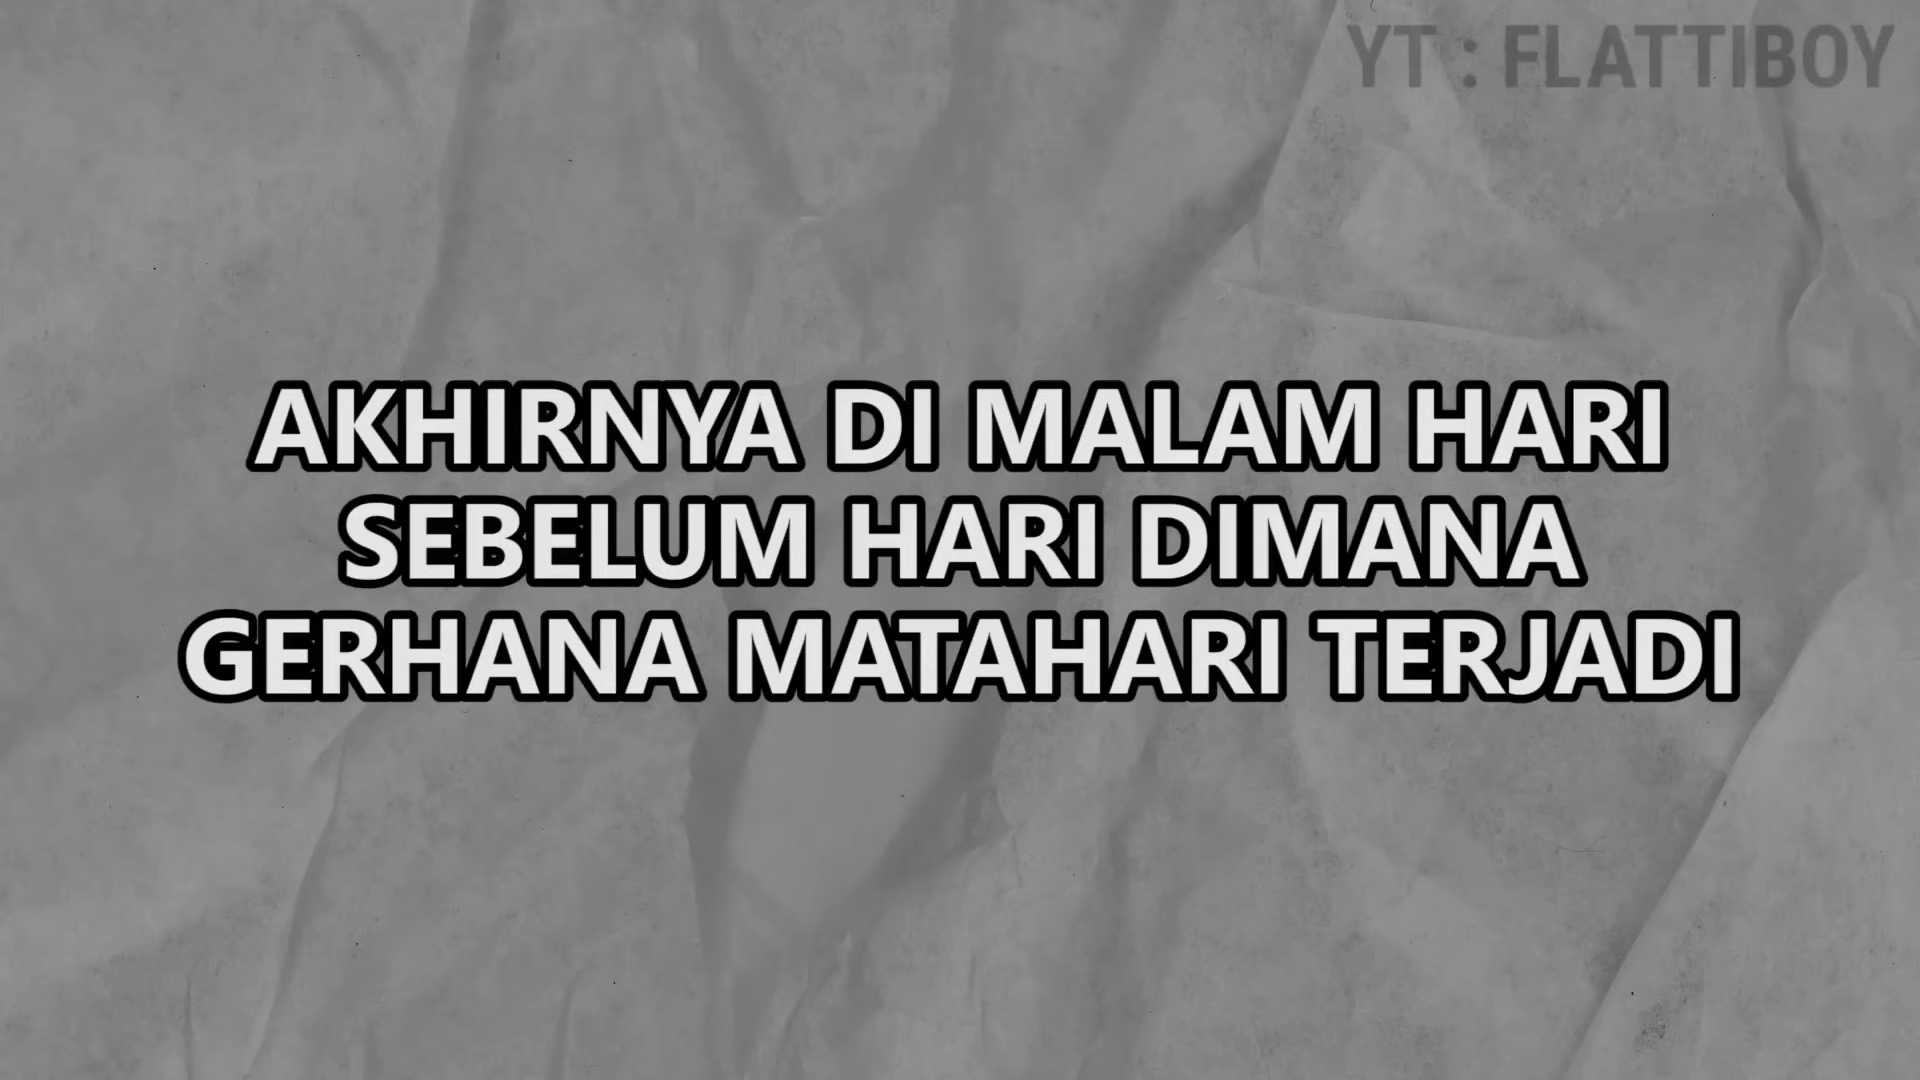 YT : FLATTIBOY
AKHIRNYA DI MALAM HARI
SEBELUM HARI DIMANA
GERHANA MATAHARI TERJADI